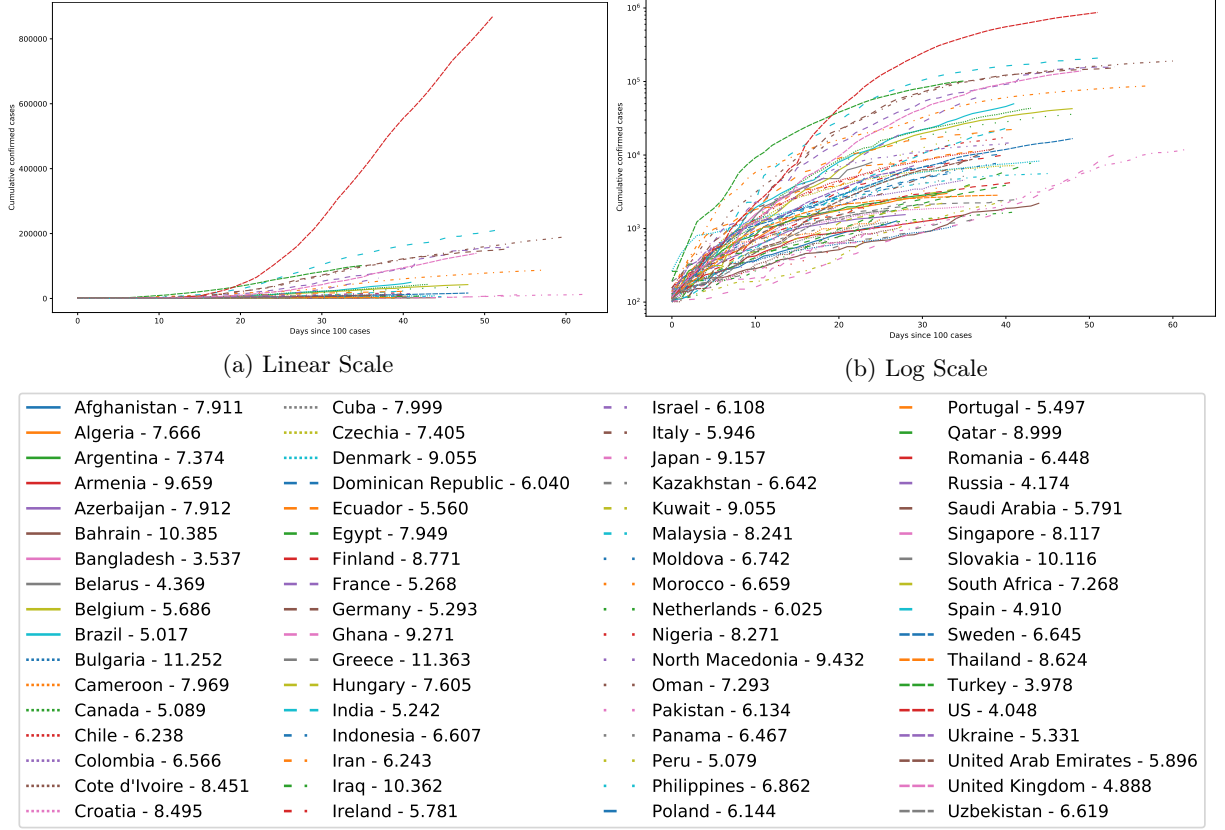 800000
600000
400000
200000
0
Cumulative confirmed cases
0
10
20
30
40
50
60
Days since 100 cases
(a) Linear Scale
10⁶
10⁵
10⁴
10³
10²
Cumulative confirmed cases
0
10
20
30
40
50
60
Days since 100 cases
(b) Log Scale
Afghanistan - 7.911
Algeria - 7.666
Argentina - 7.374
Armenia - 9.659
Azerbaijan - 7.912
Bahrain - 10.385
Bangladesh - 3.537
Belarus - 4.369
Belgium - 5.686
Brazil - 5.017
Bulgaria - 11.252
Cameroon - 7.969
Canada - 5.089
Chile - 6.238
Colombia - 6.566
Cote d'Ivoire - 8.451
Croatia - 8.495
Cuba - 7.999
Czechia - 7.405
Denmark - 9.055
Dominican Republic - 6.040
Ecuador - 5.560
Egypt - 7.949
Finland - 8.771
France - 5.268
Germany - 5.293
Ghana - 9.271
Greece - 11.363
Hungary - 7.605
India - 5.242
Indonesia - 6.607
Iran - 6.243
Iraq - 10.362
Ireland - 5.781
Israel - 6.108
Italy - 5.946
Japan - 9.157
Kazakhstan - 6.642
Kuwait - 9.055
Malaysia - 8.241
Moldova - 6.742
Morocco - 6.659
Netherlands - 6.025
Nigeria - 8.271
North Macedonia - 9.432
Oman - 7.293
Pakistan - 6.134
Panama - 6.467
Peru - 5.079
Philippines - 6.862
Poland - 6.144
Portugal - 5.497
Qatar - 8.999
Romania - 6.448
Russia - 4.174
Saudi Arabia - 5.791
Singapore - 8.117
Slovakia - 10.116
South Africa - 7.268
Spain - 4.910
Sweden - 6.645
Thailand - 8.624
Turkey - 3.978
US - 4.048
Ukraine - 5.331
United Arab Emirates - 5.896
United Kingdom - 4.888
Uzbekistan - 6.619